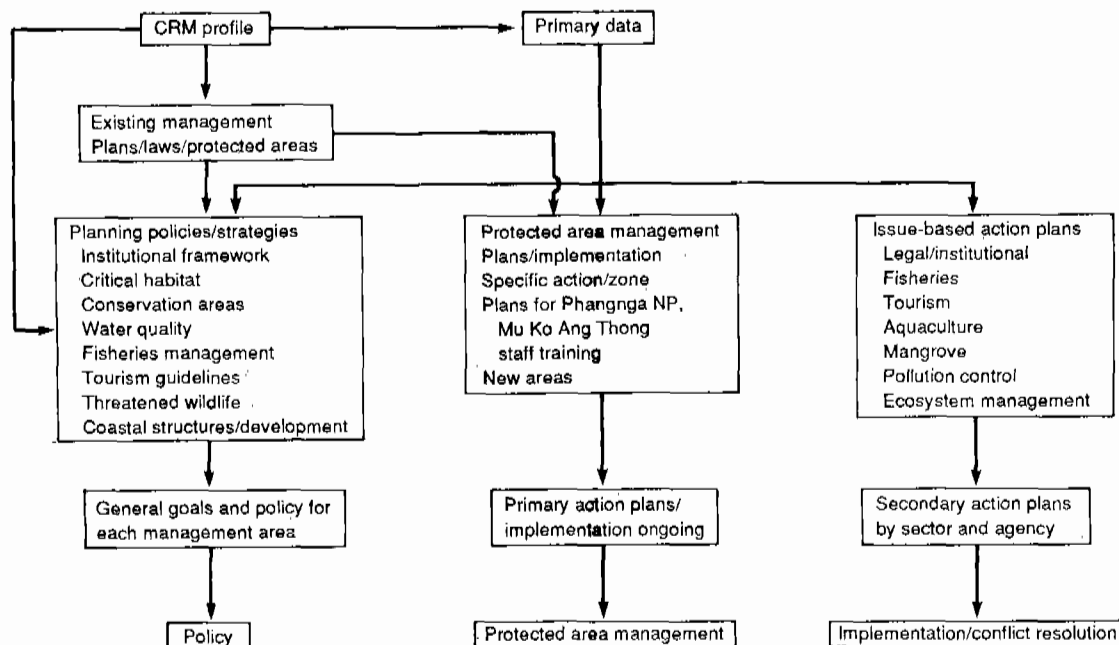 CRM profile
Primary data
Existing management
Plans/laws/protected areas
Planning policies/strategies
Institutional framework
Critical habitat
Conservation areas
Water quality
Fisheries management
Tourism guidelines
Threatened wildlife
Coastal structures/development
Protected area management
Plans/implementation
Specific action/zone
Plans for Phangnga NP,
Mu Ko Ang Thong
staff training
New areas
Issue-based action plans
Legal/institutional
Fisheries
Tourism
Aquaculture
Mangrove
Pollution control
Ecosystem management
General goals and policy for
each management area
Primary action plans/
implementation ongoing
Secondary action plans
by sector and agency
Policy
Protected area management
Implementation/conflict resolution